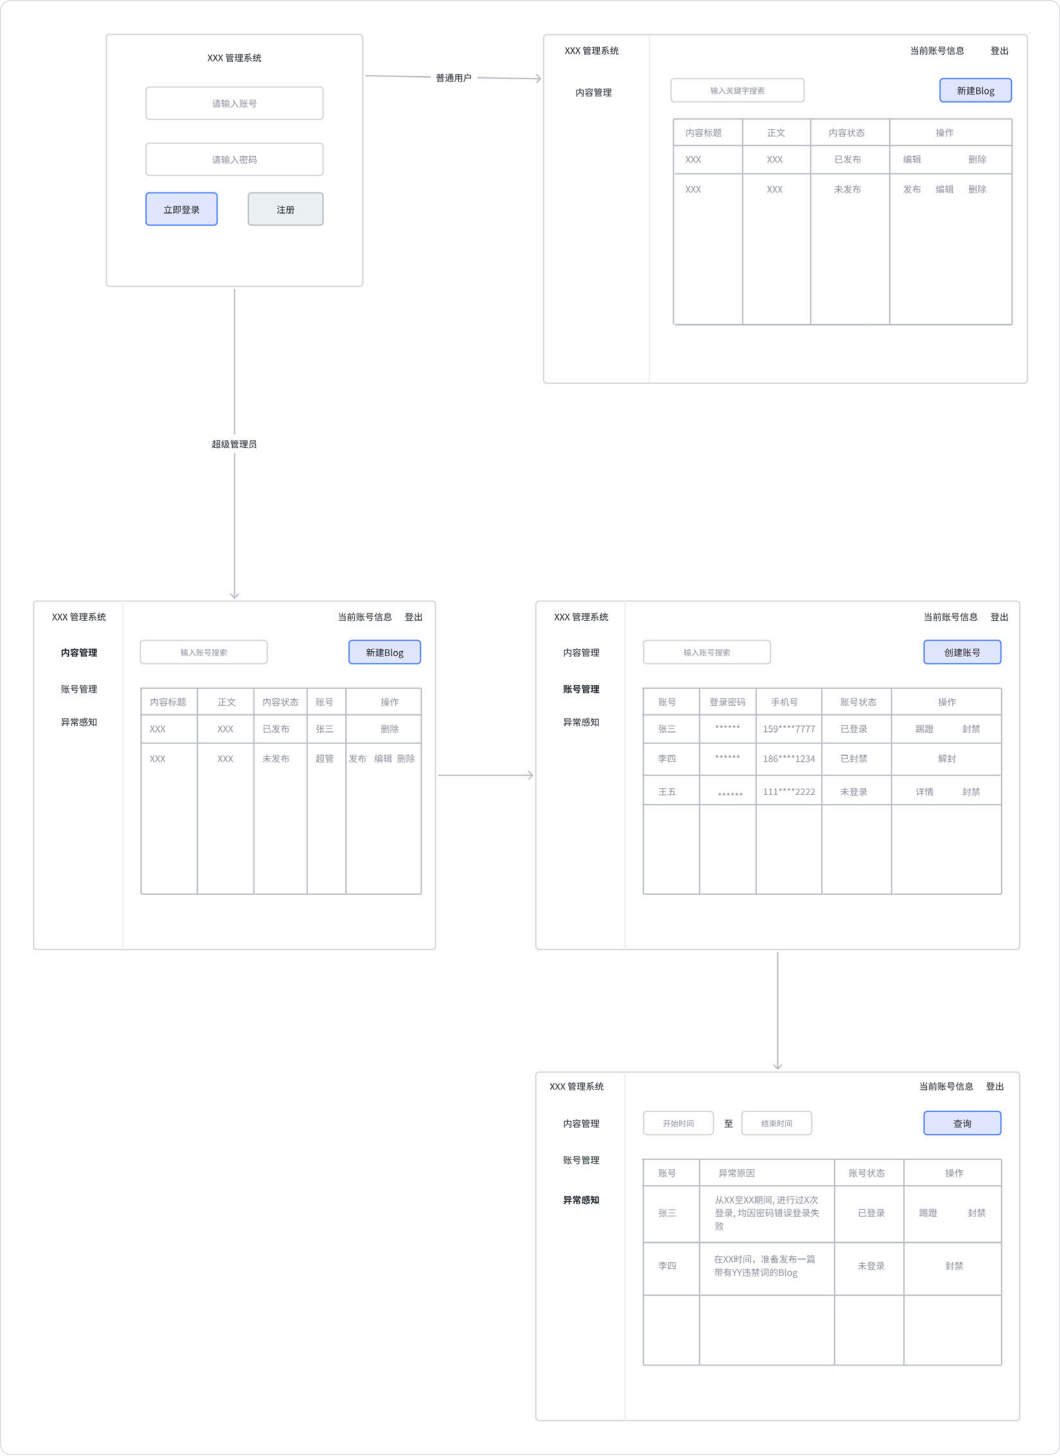 XXX 管理系统
请输入账号
请输入密码
立即登录 注册
普通用户
XXX 管理系统 当前账号信息 登出
内容管理 输入关键字搜索 新建Blog
内容标题 正文 内容状态 操作
XXX XXX 已发布 编辑 删除
XXX XXX 未发布 发布 编辑 删除
超级管理员
XXX 管理系统 当前账号信息 登出
内容管理 输入账号搜索 新建Blog
账号管理
异常感知
内容标题 正文 内容状态 账号 操作
XXX XXX 已发布 张三 删除
XXX XXX 未发布 超管 发布 编辑 删除
XXX 管理系统 当前账号信息 登出
内容管理 输入账号搜索 创建账号
账号管理
异常感知
账号 登录密码 手机号 账号状态 操作
张三 ****** 159****7777 已登录 踢蹬 封禁
李四 ****** 186****1234 已封禁 解封
王五 ****** 111****2222 未登录 详情 封禁
XXX 管理系统 当前账号信息 登出
内容管理 开始时间 至 结束时间 查询
账号管理
异常感知
账号 异常原因 账号状态 操作
张三 从XX至XX期间, 进行过X次
登录, 均因密码错误登录失
败
已登录 踢蹬 封禁
李四 在XX时间，准备发布一篇
带有YY违禁词的Blog
未登录 封禁